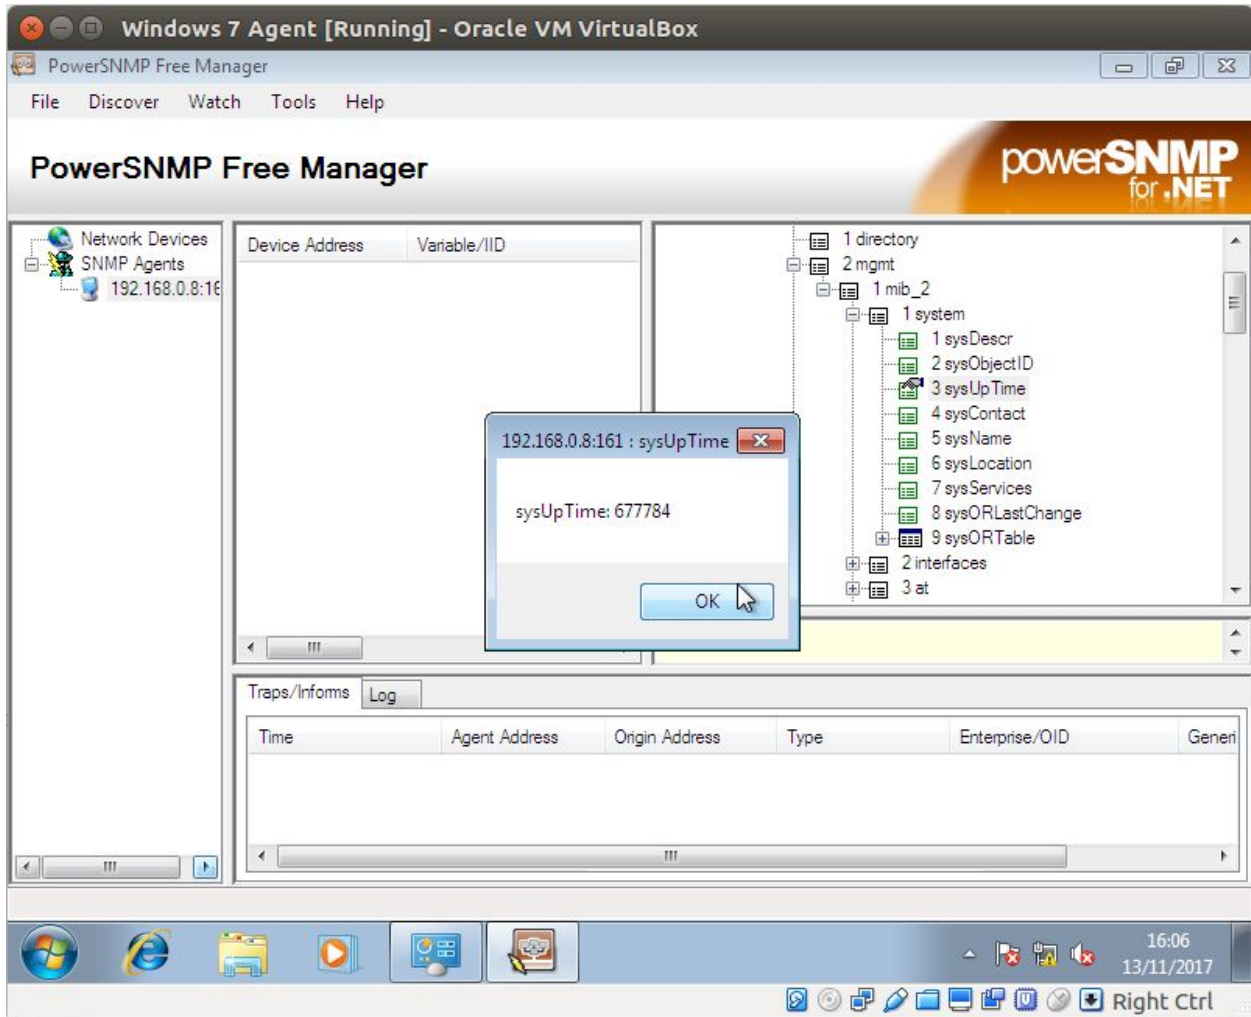 Windows 7 Agent [Running] - Oracle VM VirtualBox
PowerSNMP Free Manager
File Discover Watch Tools Help
PowerSNMP Free Manager
powerSNMP
for .NET
Network Devices
SNMP Agents
192.168.0.8:16
Device Address Variable/IID
1 directory
2 mgmt
1 mib_2
1 system
1 sysDescr
2 sysObjectID
3 sysUpTime
4 sysContact
5 sysName
6 sysLocation
7 sysServices
8 sysORLastChange
9 sysORTable
2 interfaces
3 at
192.168.0.8:161 : sysUpTime
sysUpTime: 677784
OK
Traps/Informs Log
Time Agent Address Origin Address Type Enterprise/OID Generi
16:06
13/11/2017
Right Ctrl